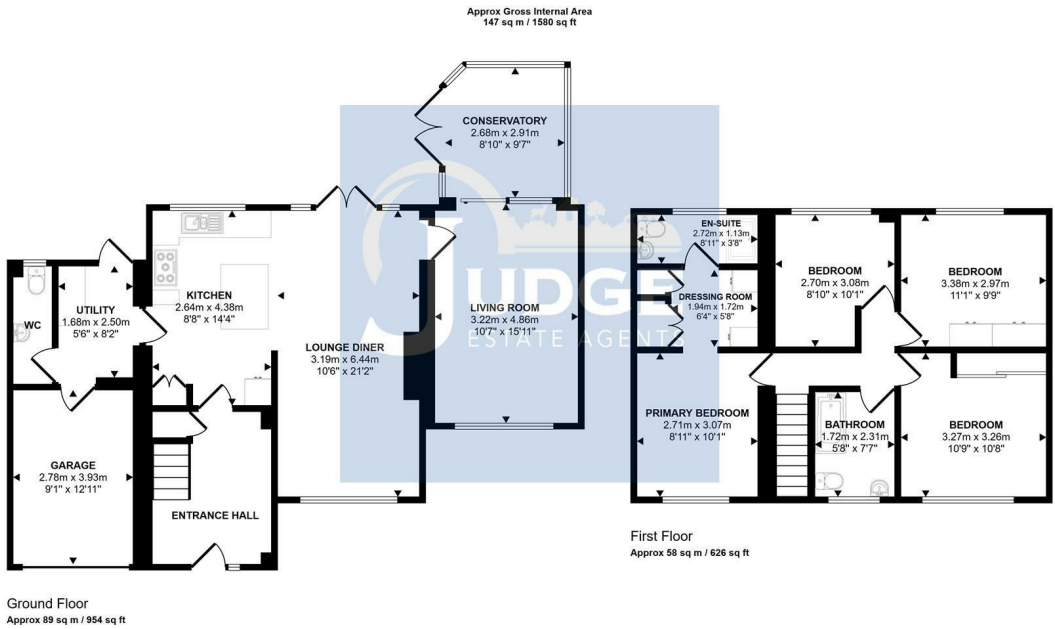 Approx Gross Internal Area
147 sq m / 1580 sq ft
CONSERVATORY
2.68m x 2.91m
8'10" x 9'7"
JUDGE
ESTATE AGENTS
WC
UTILITY
1.68m x 2.50m
5'6" x 8'2"
KITCHEN
2.64m x 4.38m
8'8" x 14'4"
LOUNGE DINER
3.19m x 6.44m
10'6" x 21'2"
LIVING ROOM
3.22m x 4.86m
10'7" x 15'11"
GARAGE
2.78m x 3.93m
9'1" x 12'11"
ENTRANCE HALL
Ground Floor
Approx 89 sq m / 954 sq ft
EN-SUITE
2.72m x 1.13m
8'11" x 3'8"
DRESSING ROOM
1.94m x 1.72m
6'4" x 5'8"
BEDROOM
2.70m x 3.08m
8'10" x 10'1"
BEDROOM
3.38m x 2.97m
11'1" x 9'9"
PRIMARY BEDROOM
2.71m x 3.07m
8'11" x 10'1"
BATHROOM
1.72m x 2.31m
5'8" x 7'7"
BEDROOM
3.27m x 3.26m
10'9" x 10'8"
First Floor
Approx 58 sq m / 626 sq ft